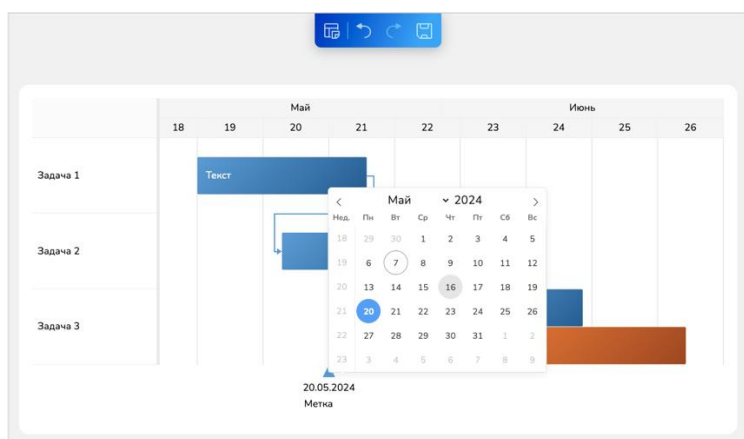 Май Июнь
18 19 20 21 22 23 24 25 26
Задача 1
Текст
Май 2024
Нед. Пн Вт Ср Чт Пт Сб Вс
18 29 30 1 2 3 4 5
Задача 2
19 6 7 8 9 10 11 12
20 13 14 15 16 17 18 19
21 20 21 22 23 24 25 26
Задача 3
22 27 28 29 30 31 1 2
23 3 4 5 6 7 8 9
20.05.2024
Метка